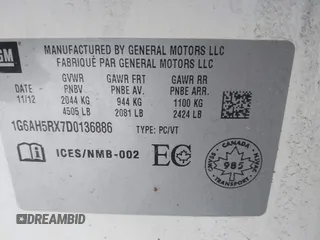 GM
MANUFACTURED BY GENERAL MOTORS LLC
FABRIQUÉ PAR GENERAL MOTORS LLC
GVWR GAWR FRT GAWR RR
PNBV PNBE AV. PNBE ARR.
11/12 2044 KG 944 KG 1100 KG
4505 LB 2081 LB 2424 LB
1G6AH5RX7D0136886 TYPE: PC/VT
ICES/NMB-002 EC
CANADA
985
DREAMBID